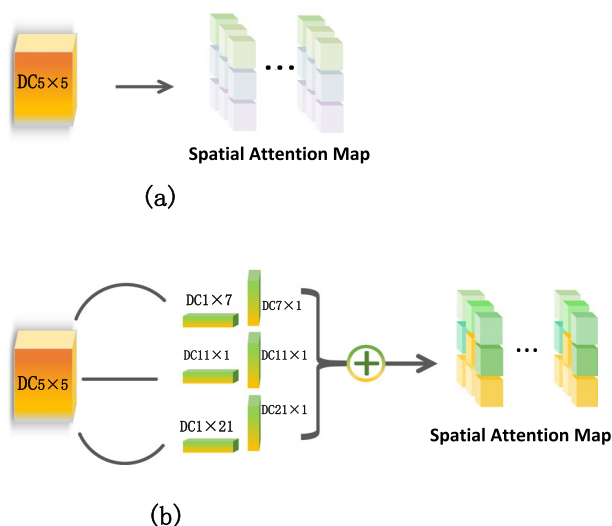 DC5×5
...
Spatial Attention Map
(a)
DC1×7
DC7×1
DC11×1
DC11×1
DC5×5
...
DC1×21
DC21×1
Spatial Attention Map
(b)